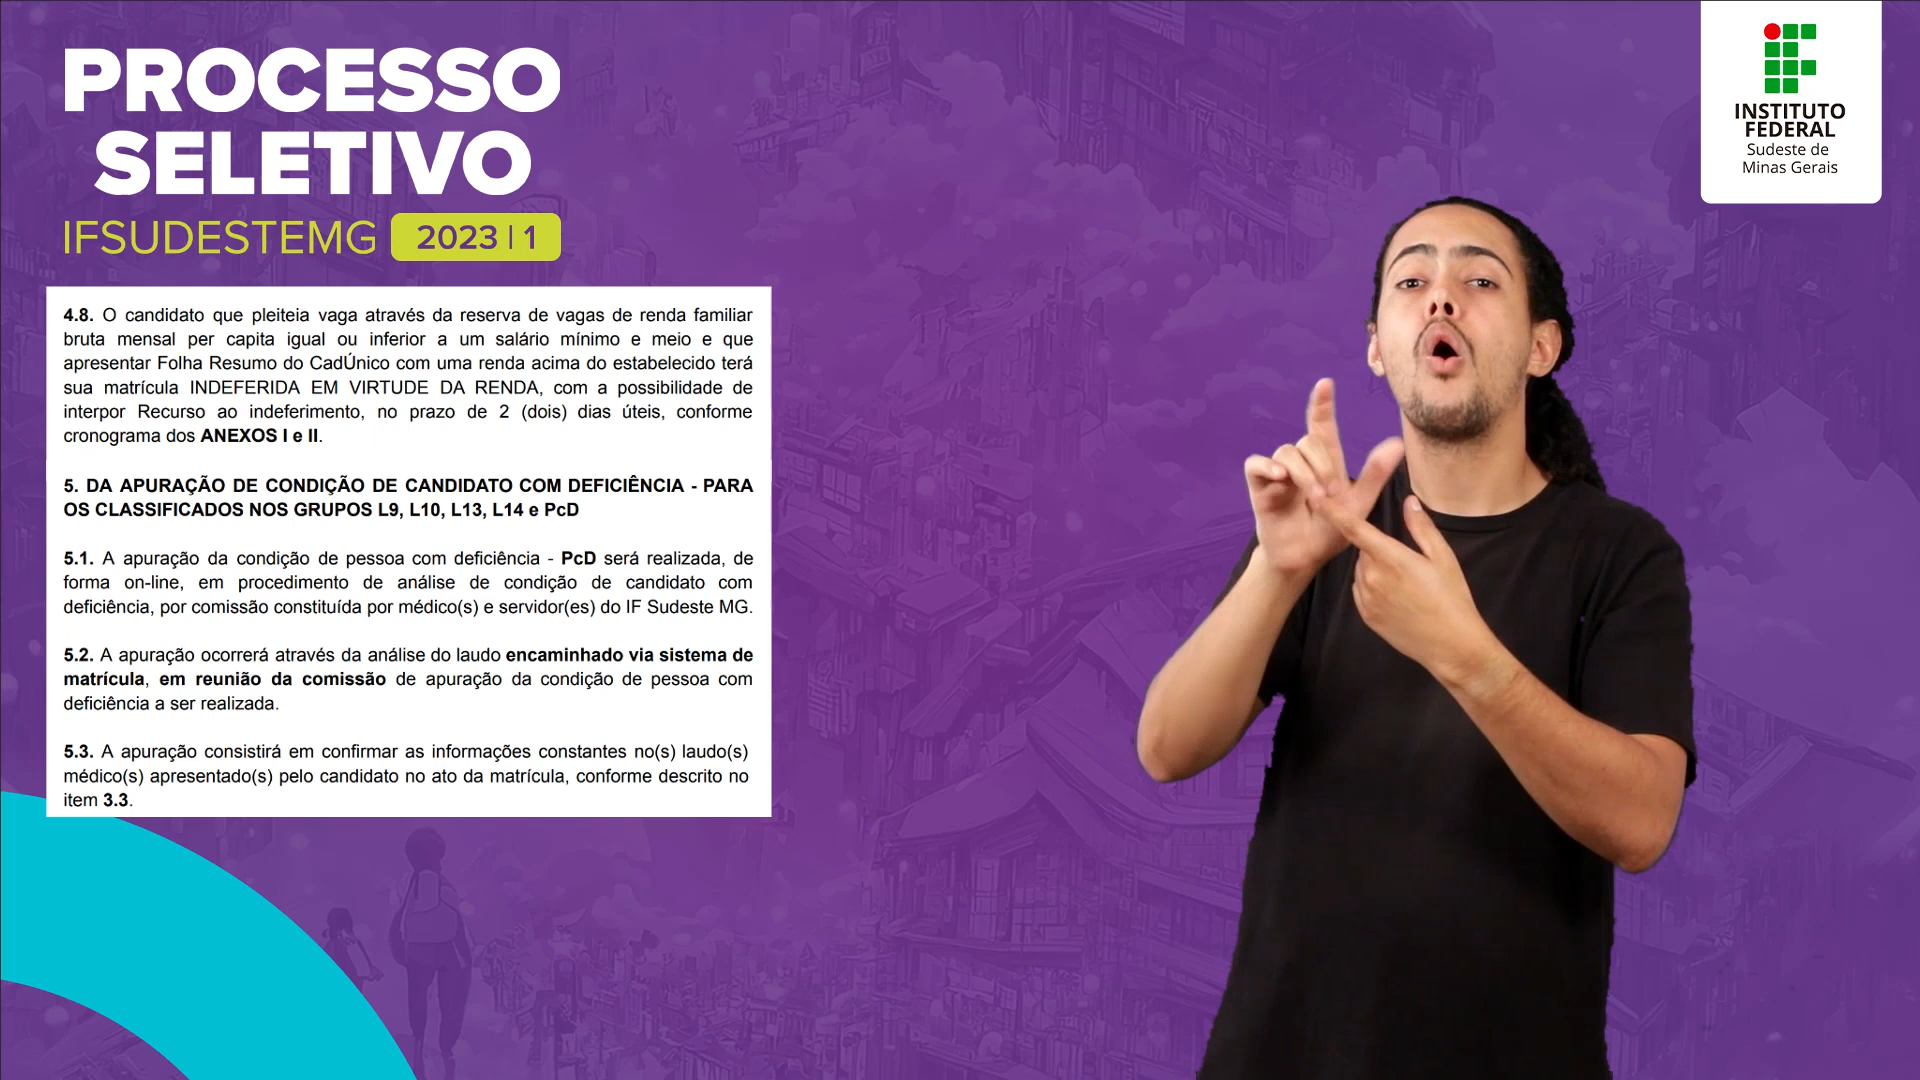 PROCESSO
SELETIVO
IFSUDESTEMG 2023 | 1
INSTITUTO
FEDERAL
Sudeste de
Minas Gerais
4.8. O candidato que pleiteia vaga através da reserva de vagas de renda familiar
bruta mensal per capita igual ou inferior a um salário mínimo e meio e que
apresentar Folha Resumo do CadÚnico com uma renda acima do estabelecido terá
sua matrícula INDEFERIDA EM VIRTUDE DA RENDA, com a possibilidade de
interpor Recurso ao indeferimento, no prazo de 2 (dois) dias úteis, conforme
cronograma dos ANEXOS I e II.
5. DA APURAÇÃO DE CONDIÇÃO DE CANDIDATO COM DEFICIÊNCIA - PARA
OS CLASSIFICADOS NOS GRUPOS L9, L10, L13, L14 e PcD
5.1. A apuração da condição de pessoa com deficiência - PcD será realizada, de
forma on-line, em procedimento de análise de condição de candidato com
deficiência, por comissão constituída por médico(s) e servidor(es) do IF Sudeste MG.
5.2. A apuração ocorrerá através da análise do laudo encaminhado via sistema de
matrícula, em reunião da comissão de apuração da condição de pessoa com
deficiência a ser realizada.
5.3. A apuração consistirá em confirmar as informações constantes no(s) laudo(s)
médico(s) apresentado(s) pelo candidato no ato da matrícula, conforme descrito no
item 3.3.